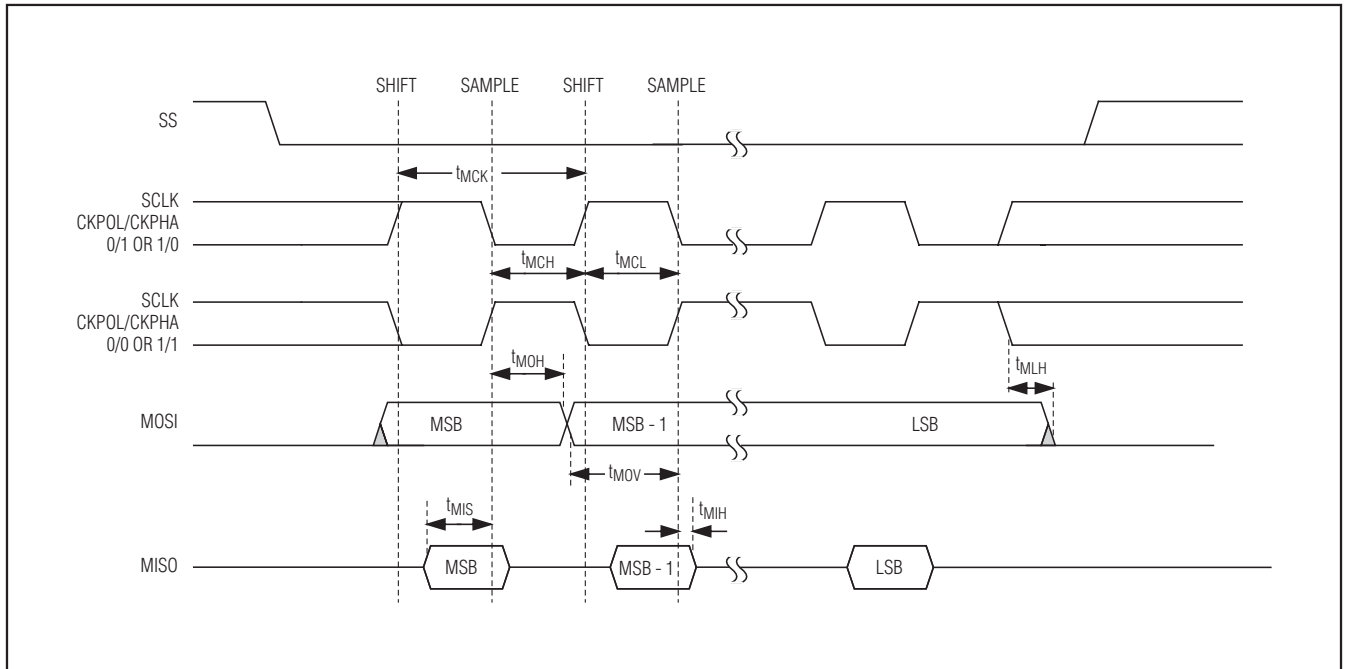 SHIFT SAMPLE SHIFT SAMPLE
SS
tMCK
SCLK
CKPOL/CKPHA
0/1 OR 1/0
tMCH tMCL
SCLK
CKPOL/CKPHA
0/0 OR 1/1
tMOH
tMLH
MOSI MSB MSB - 1 LSB
tMOV
tMIS
tMIH
MISO MSB MSB - 1 LSB